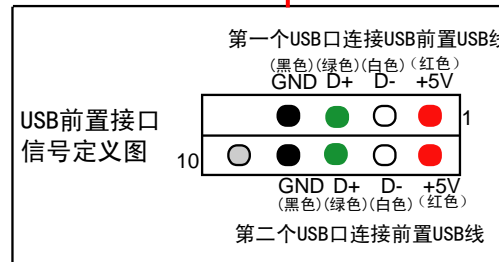 第一个USB口连接USB前置USB线
(黑色)(绿色)(白色)(红色)
GND D+ D- +5V
USB前置接口
信号定义图
1
10
GND D+ D- +5V
(黑色)(绿色)(白色)(红色)
第二个USB口连接前置USB线